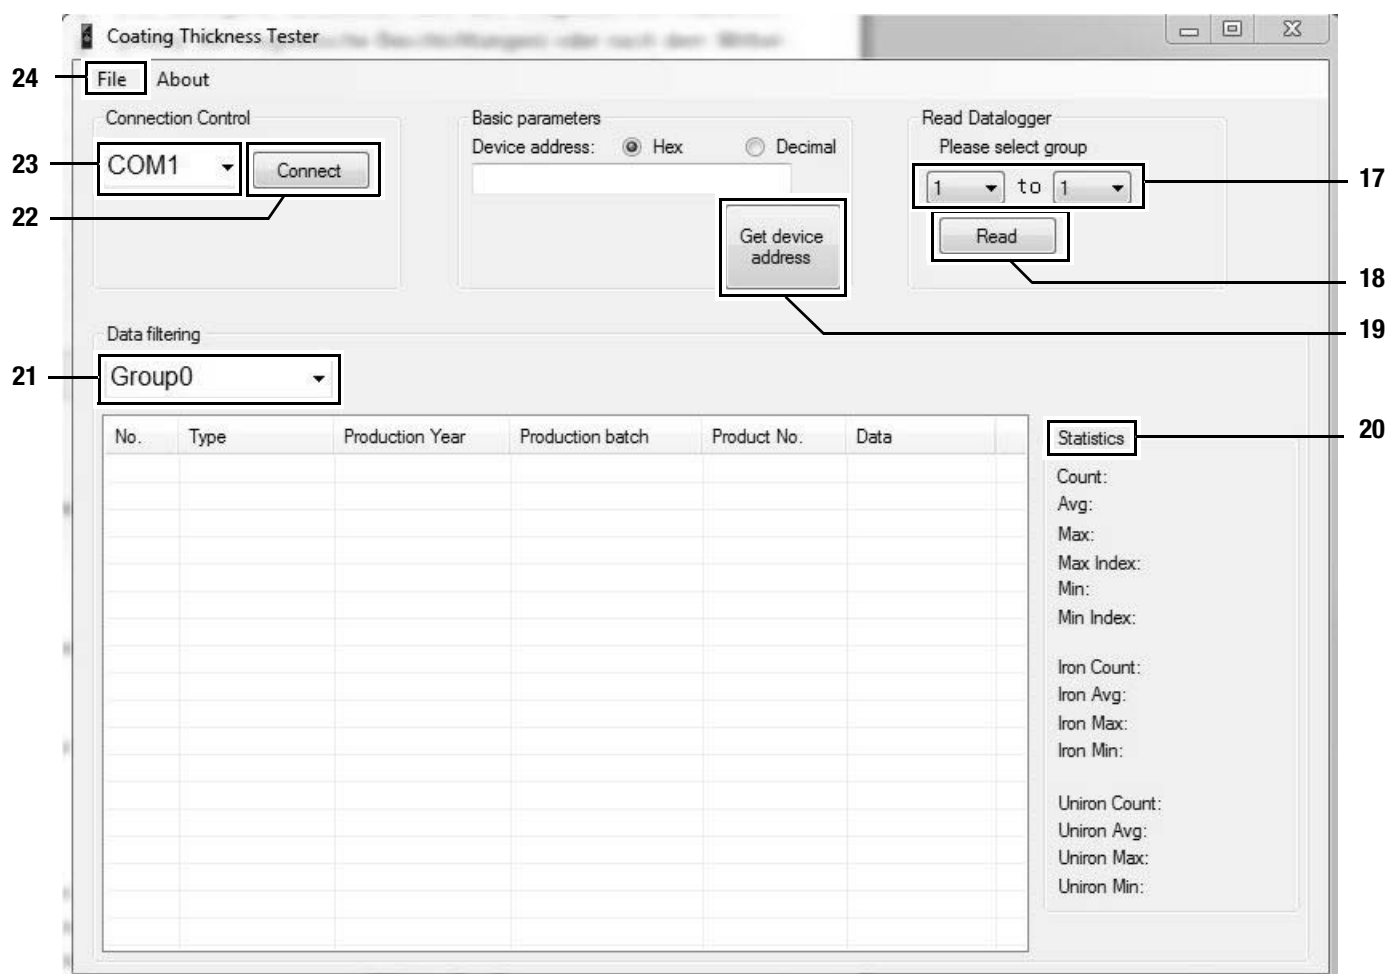 Coating Thickness Tester
24 File About
Connection Control Basic parameters Read Datalogger
Device address: Hex Decimal Please select group
23 COM1 Connect 1 to 1 17
22 Get device address Read
18
19
Data filtering
21 Group0
No. Type Production Year Production batch Product No. Data Statistics 20
Count:
Avg:
Max:
Max Index:
Min:
Min Index:
Iron Count:
Iron Avg:
Iron Max:
Iron Min:
Uniron Count:
Uniron Avg:
Uniron Max:
Uniron Min: